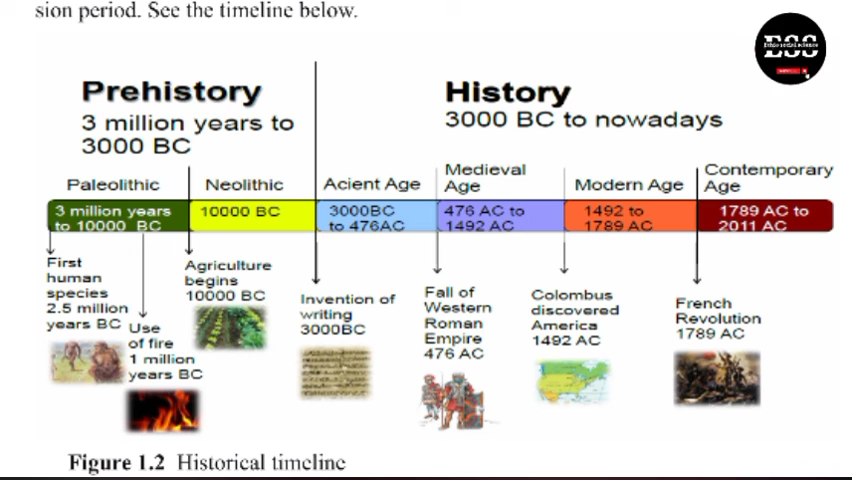 sion period. See the timeline below.
ESS
Ethio social science
Prehistory
3 million years to
3000 BC
History
3000 BC to nowadays
Paleolithic
Neolithic
Acient Age
Medieval
Age
Modern Age
Contemporary
Age
3 million years
to 10000 BC
10000 BC
3000BC
to 476AC
476 AC to
1492 AC
1492 to
1789 AC
1789 AC to
2011 AC
First
human
species
2.5 million
years BC
Use
of fire
1 million
years BC
Agriculture
begins
10000 BC
Invention of
writing
3000BC
Fall of
Western
Roman
Empire
476 AC
Colombus
discovered
America
1492 AC
French
Revolution
1789 AC
Figure 1.2 Historical timeline